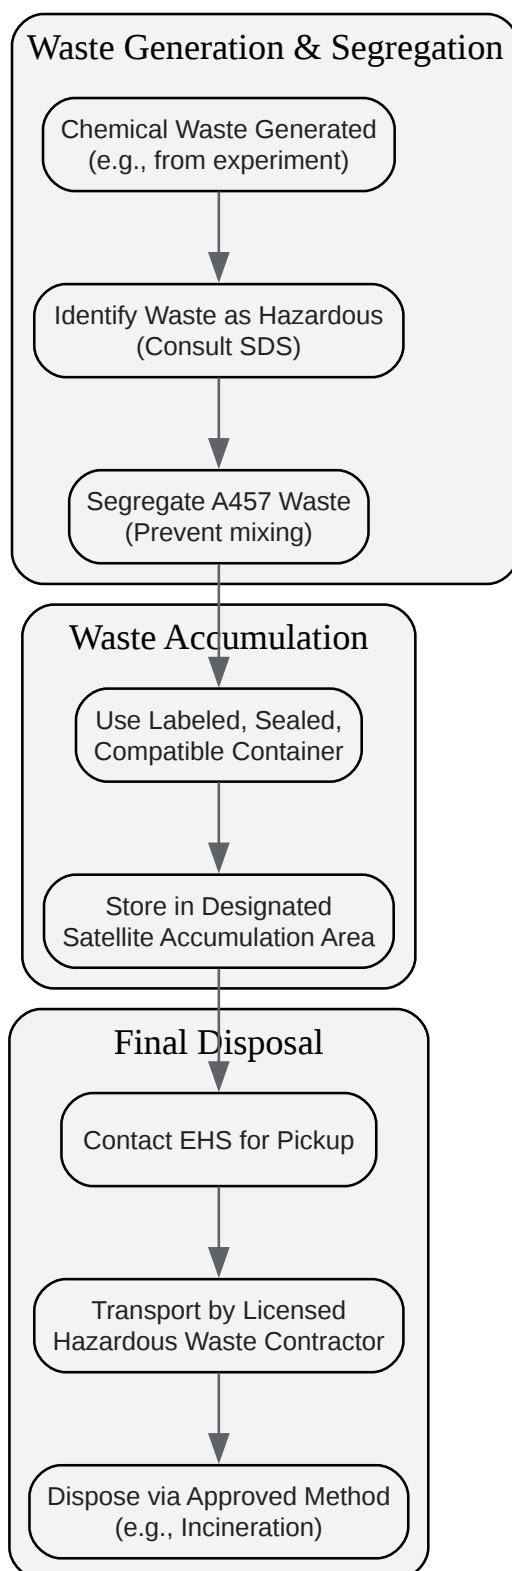 Waste Generation & Segregation
Chemical Waste Generated
(e.g., from experiment)
Identify Waste as Hazardous
(Consult SDS)
Segregate A457 Waste
(Prevent mixing)
Waste Accumulation
Use Labeled, Sealed,
Compatible Container
Store in Designated
Satellite Accumulation Area
Final Disposal
Contact EHS for Pickup
Transport by Licensed
Hazardous Waste Contractor
Dispose via Approved Method
(e.g., Incineration)